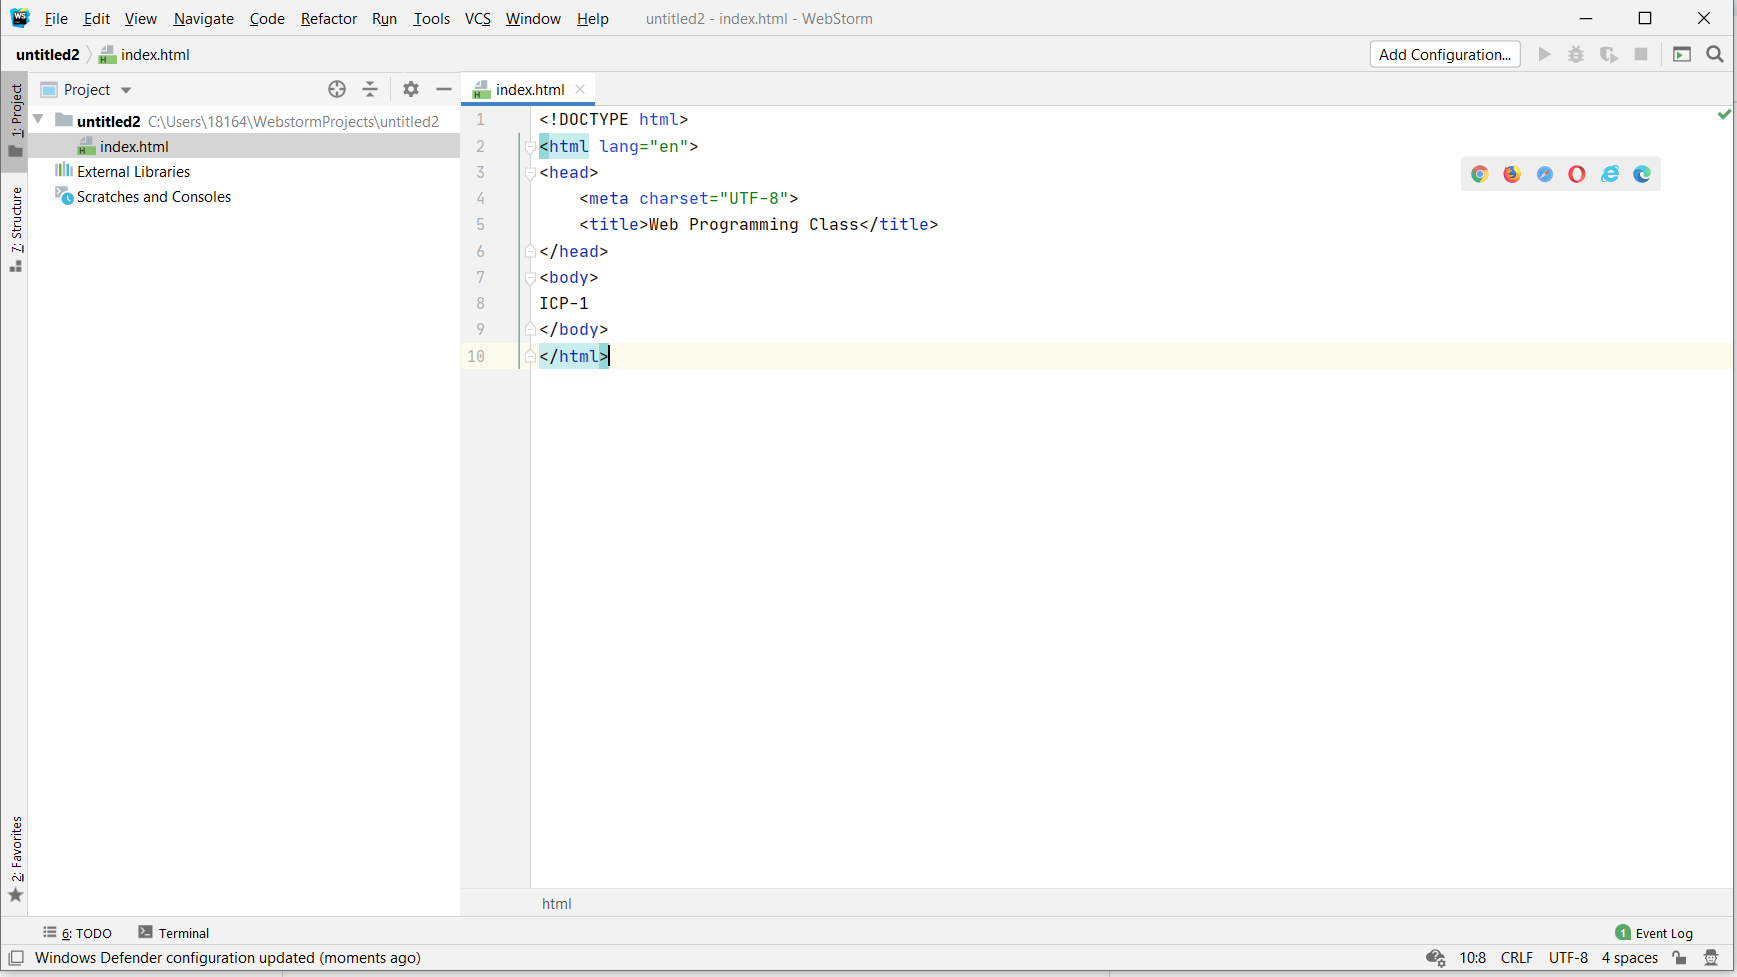 WS File Edit View Navigate Code Refactor Run Tools VCS Window Help untitled2 - index.html - WebStorm
untitled2 index.html Add Configuration...
1: Project
Project
index.html
untitled2 C:\Users\18164\WebstormProjects\untitled2
index.html
External Libraries
Scratches and Consoles
7: Structure
2: Favorites
1 <!DOCTYPE html>
2 <html lang="en">
3 <head>
4 <meta charset="UTF-8">
5 <title>Web Programming Class</title>
6 </head>
7 <body>
8 ICP-1
9 </body>
10 </html>
html
6: TODO Terminal 1 Event Log
Windows Defender configuration updated (moments ago) 10:8 CRLF UTF-8 4 spaces